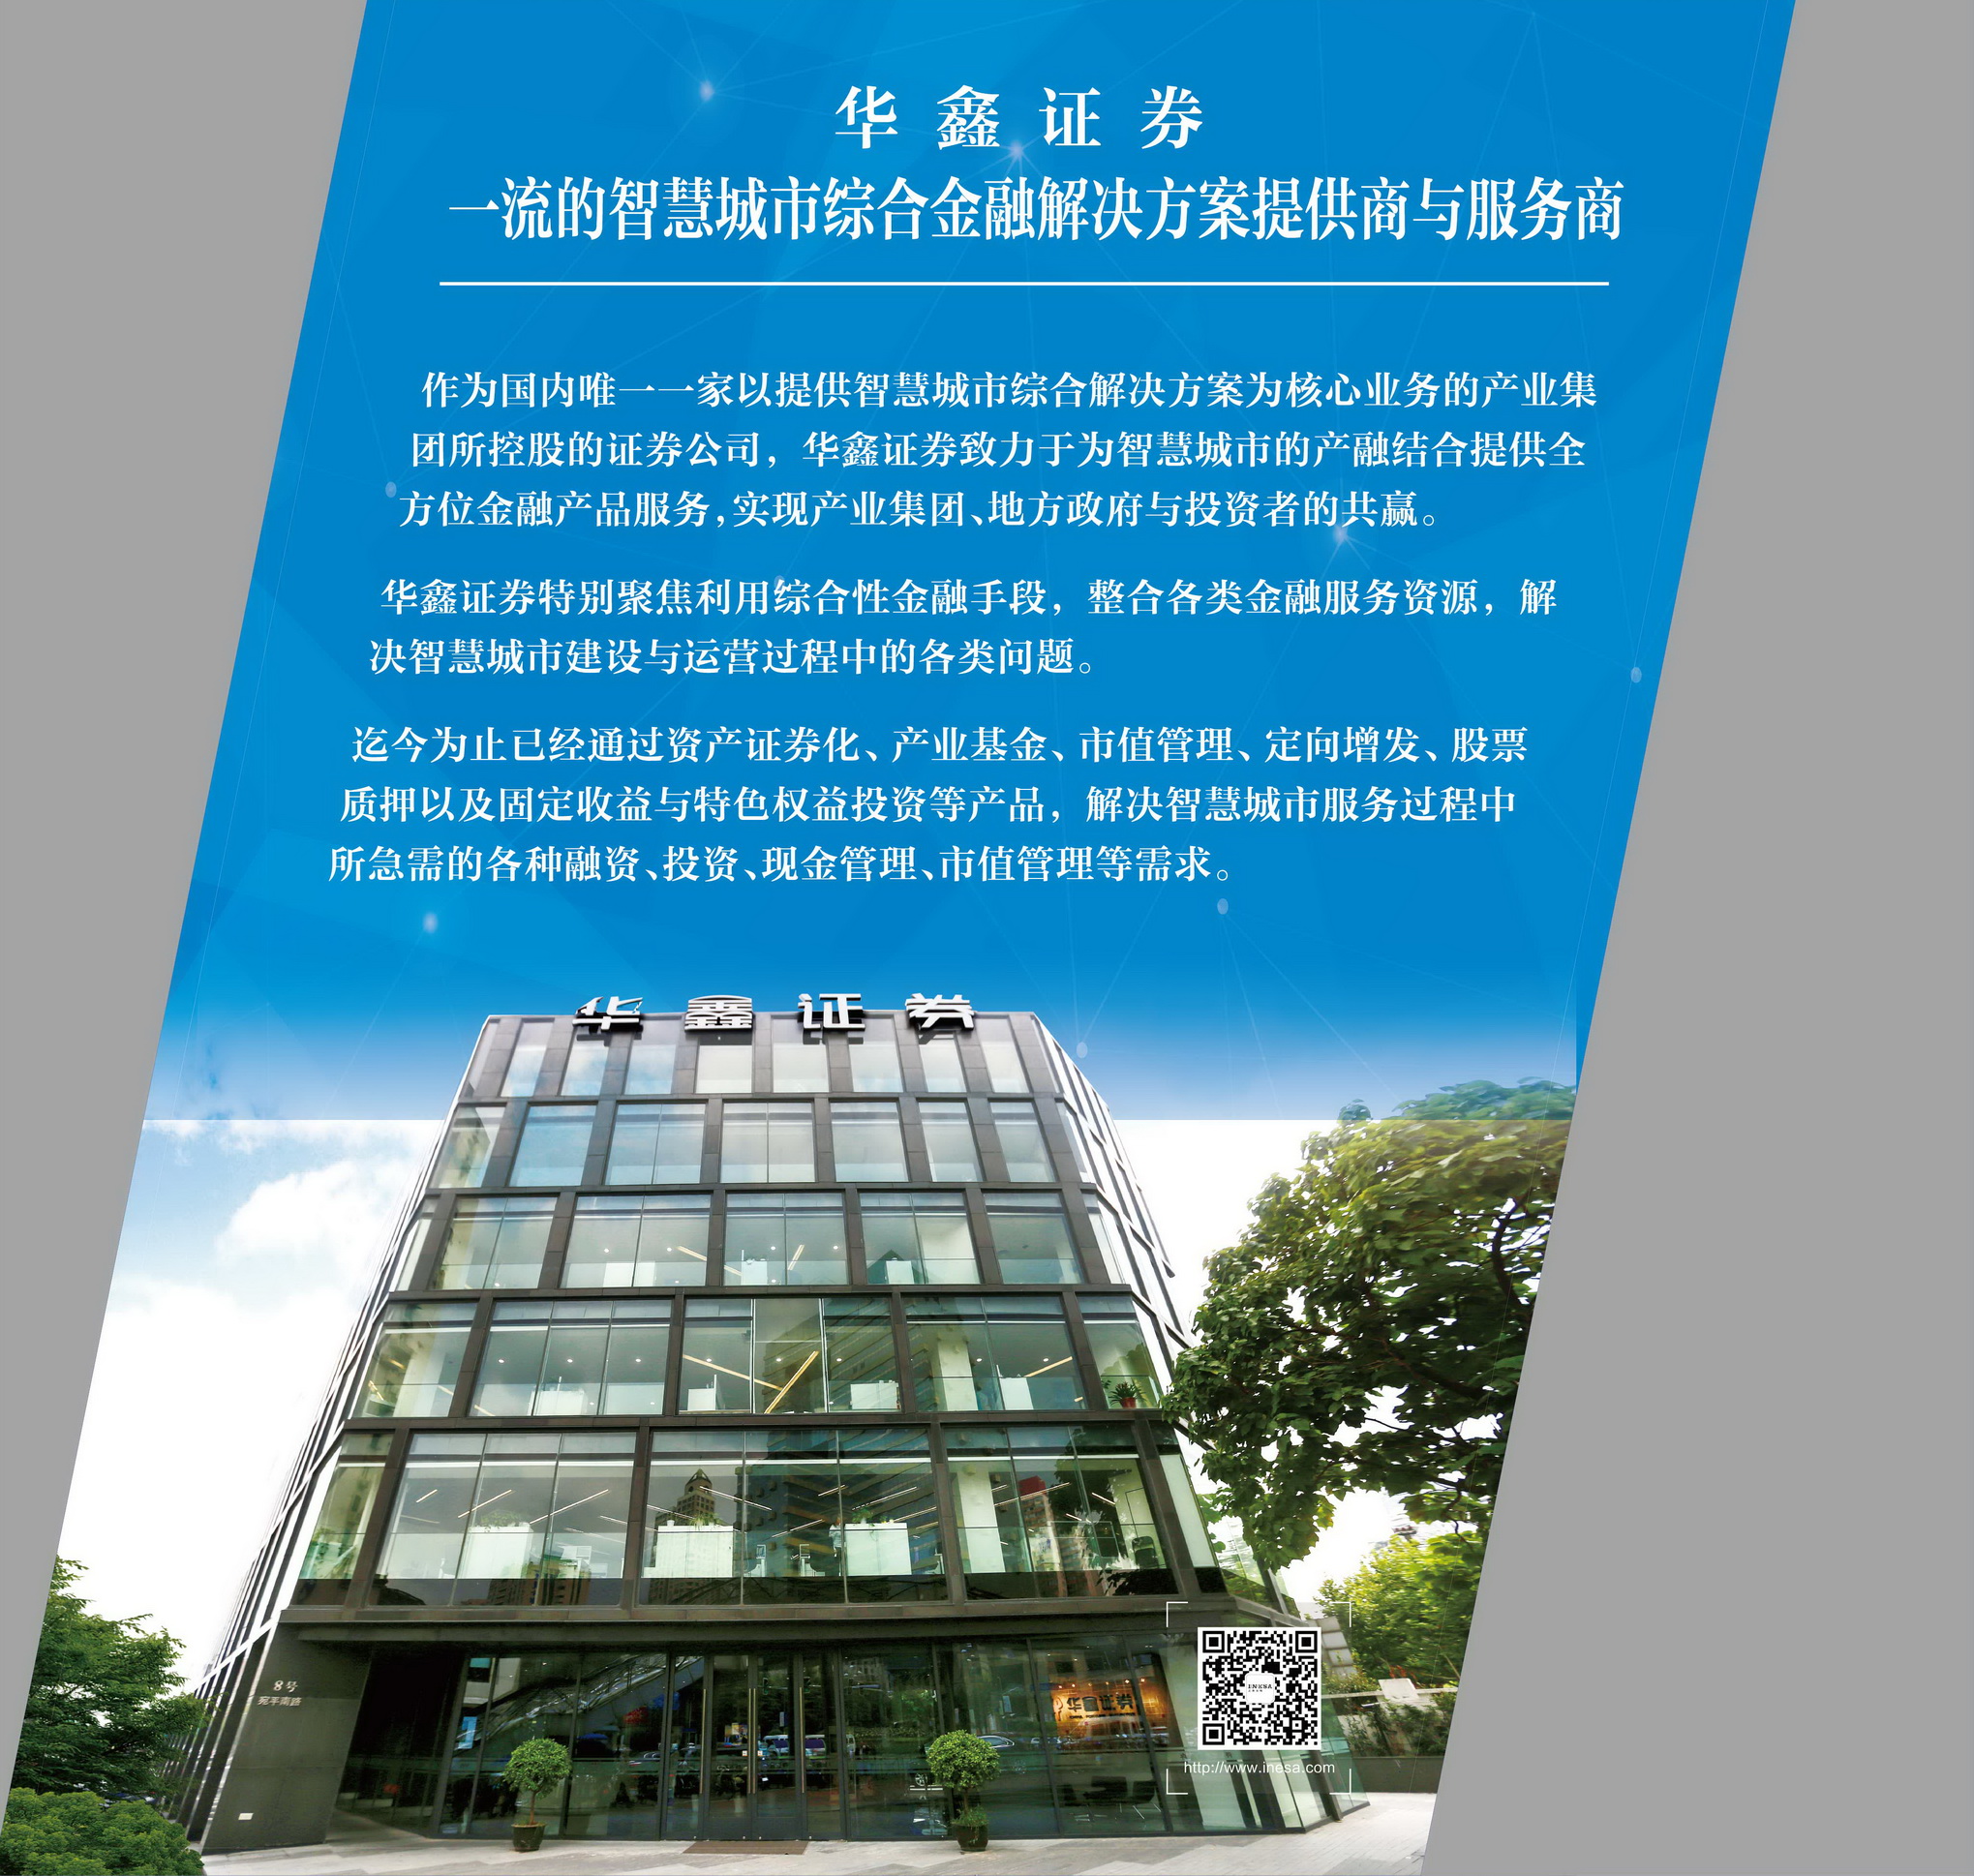 华鑫证券
一流的智慧城市综合金融解决方案提供商与服务商
作为国内唯一一家以提供智慧城市综合解决方案为核心业务的产业集
团所控股的证券公司，华鑫证券致力于为智慧城市的产融结合提供全
方位金融产品服务，实现产业集团、地方政府与投资者的共赢。
华鑫证券特别聚焦利用综合性金融手段，整合各类金融服务资源，解
决智慧城市建设与运营过程中的各类问题。
迄今为止已经通过资产证券化、产业基金、市值管理、定向增发、股票
质押以及固定收益与特色权益投资等产品，解决智慧城市服务过程中
所急需的各种融资、投资、现金管理、市值管理等需求。
华鑫证券
8号
宛平南路
华鑫证券
INESA
http://www.inesa.com